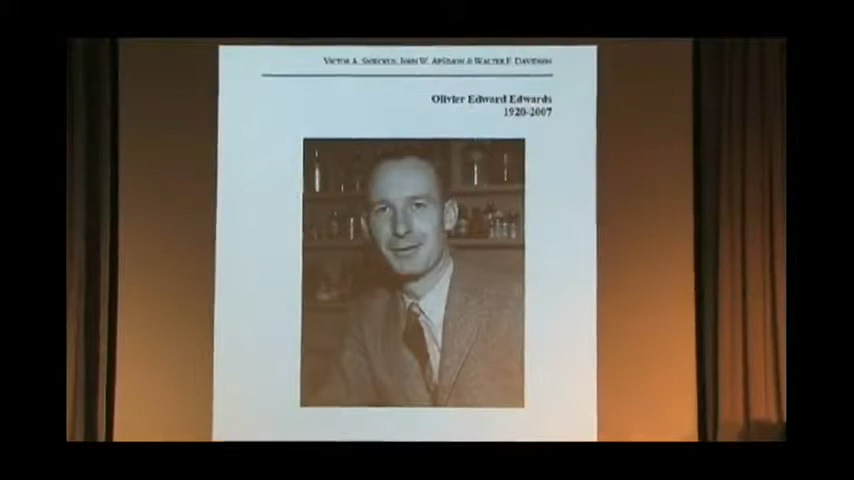 VICTOR A. SNIECKUS, JOHN W. APSIMON & WALTER F. DAVIDSON
Olivier Edward Edwards
1920-2007